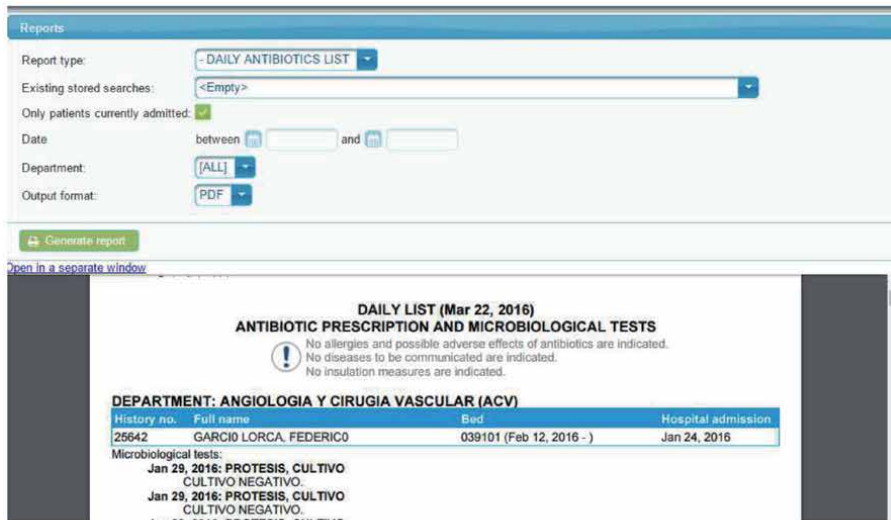 Reports
Report type: - DAILY ANTIBIOTICS LIST
Existing stored searches: <Empty>
Only patients currently admitted:
Date between and
Department: [ALL]
Output format: PDF
Generate report
Open in a separate window
DAILY LIST (Mar 22, 2016)
ANTIBIOTIC PRESCRIPTION AND MICROBIOLOGICAL TESTS
No allergies and possible adverse effects of antibiotics are indicated.
No diseases to be communicated are indicated.
No insulation measures are indicated.
DEPARTMENT: ANGIOLOGIA Y CIRUGIA VASCULAR (ACV)
History no. Full name Bed Hospital admission
25642 GARCI0 LORCA, FEDERIC0 039101 (Feb 12, 2016 - ) Jan 24, 2016
Microbiological tests:
Jan 29, 2016: PROTESIS, CULTIVO
CULTIVO NEGATIVO.
Jan 29, 2016: PROTESIS, CULTIVO
CULTIVO NEGATIVO.